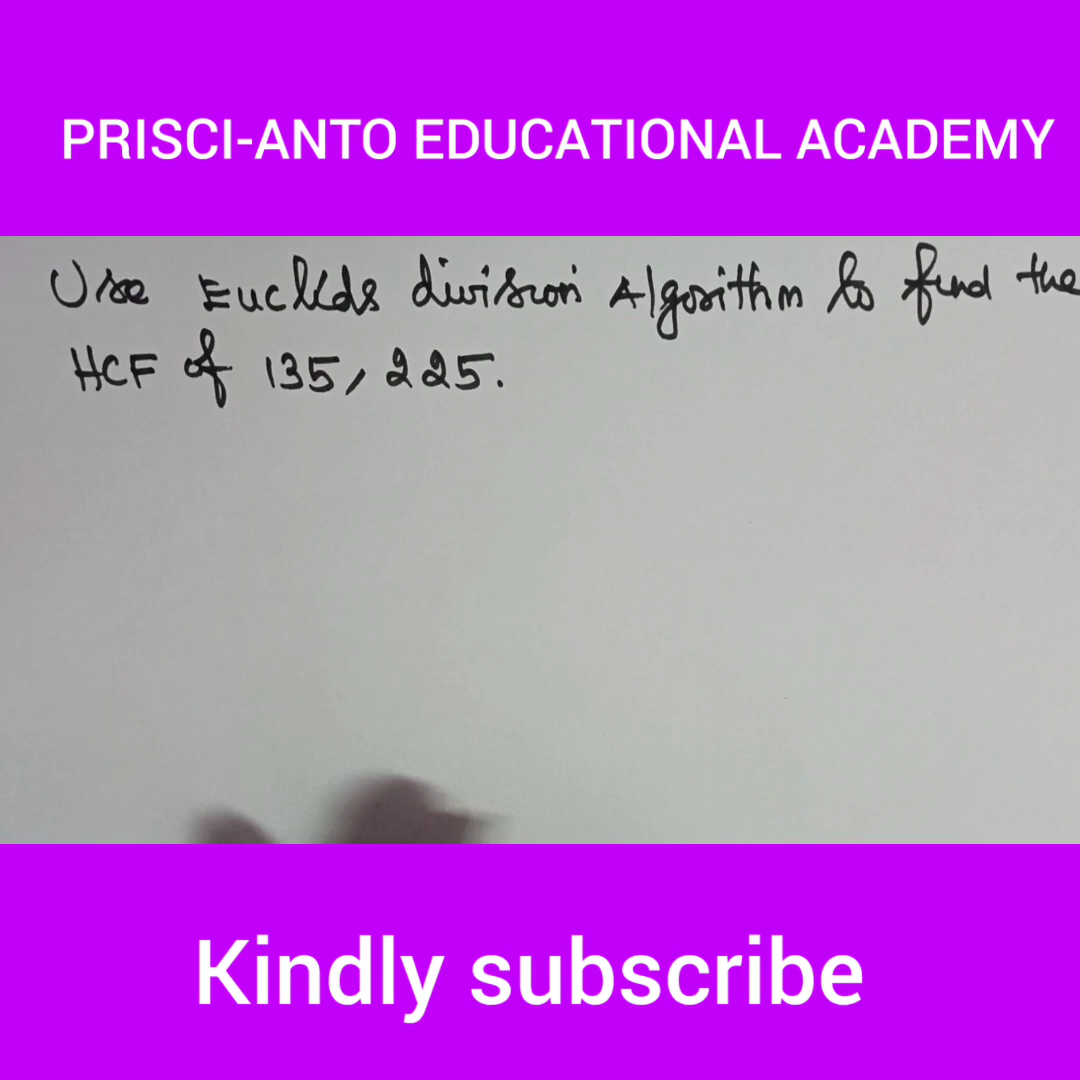 PRISCI-ANTO EDUCATIONAL ACADEMY
Use Euclids division Algorithm to find the
HCF of 135, 225.
Kindly subscribe